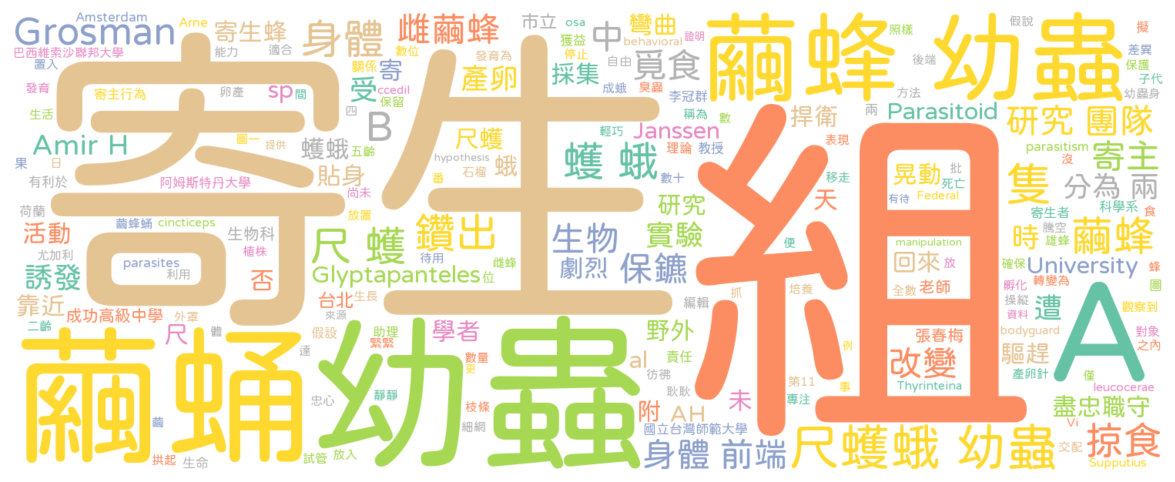 Amsterdam
Arne
Grosman
寄生蜂
身體
雌繭蜂
市立
中
osa
彎曲
繭蜂 幼蟲
照樣
假說
擬
巴西維索沙聯邦大學
能力
適合
發育為
數位
獲益
behavioral
證明
差異
置入
關係
產卵
採集
停止
自由
覓食
後端
保護
子代
發育
寄主行為
sp
間
受
寄
ccedil
保留
成蛾
臭蟲
李冠群
方法
幼蟲身
生活
卵產
四
B
稱為
數
捍衛
兩
Parasitoid
研究 團隊
Amir H
圖一
提供
蠖蛾
五齡
尺蠖
輕巧
Janssen
表現
parasitism
沒
寄主
果
日
貼身
蛾
hypothesis
理論
教授
蠖 蛾
晃動
批
死亡
隻
分為 兩
有利於
阿姆斯特丹大學
尚未
石榴
數十
移走
有待
Federal
科學系
食
寄生
組
荷蘭
繭蜂蛹
cincticeps
放置
番
研究
天
寄生者
騰空
雄蜂
活動
生物科
植株
尺 蠖
鑽出
生物
實驗
時
繭蜂
尤加利
利用
雌蜂
待用
便
manipulation
確保
誘發
parasites
否
Glyptapanteles
位
劇烈
保鑣
回來
放
University
蜂
靠近
台北
生長
編輯
抓
培養
全數
老師
孵化
轉變為
圖
成功高級中學
外罩
來源
操縱
觀察到
二齡
尺
體
假設
助理
學者
野外
遭
A
資料
對象
之內
達
緊緊
數量
更
al
責任
改變
張春梅
bodyguard
驅趕
例
產卵針
僅
繭蛹
幼蟲
彷彿
耿耿
第11
事
Thyrinteina
leucocerae
忠心
靜靜
枝條
附
AH
未
專注
盡忠職守
繭
細網
國立台灣師範大學
Vi
交配
掠食
拱起
生命
試管
放入
身體 前端
尺蠖蛾 幼蟲
Supputius